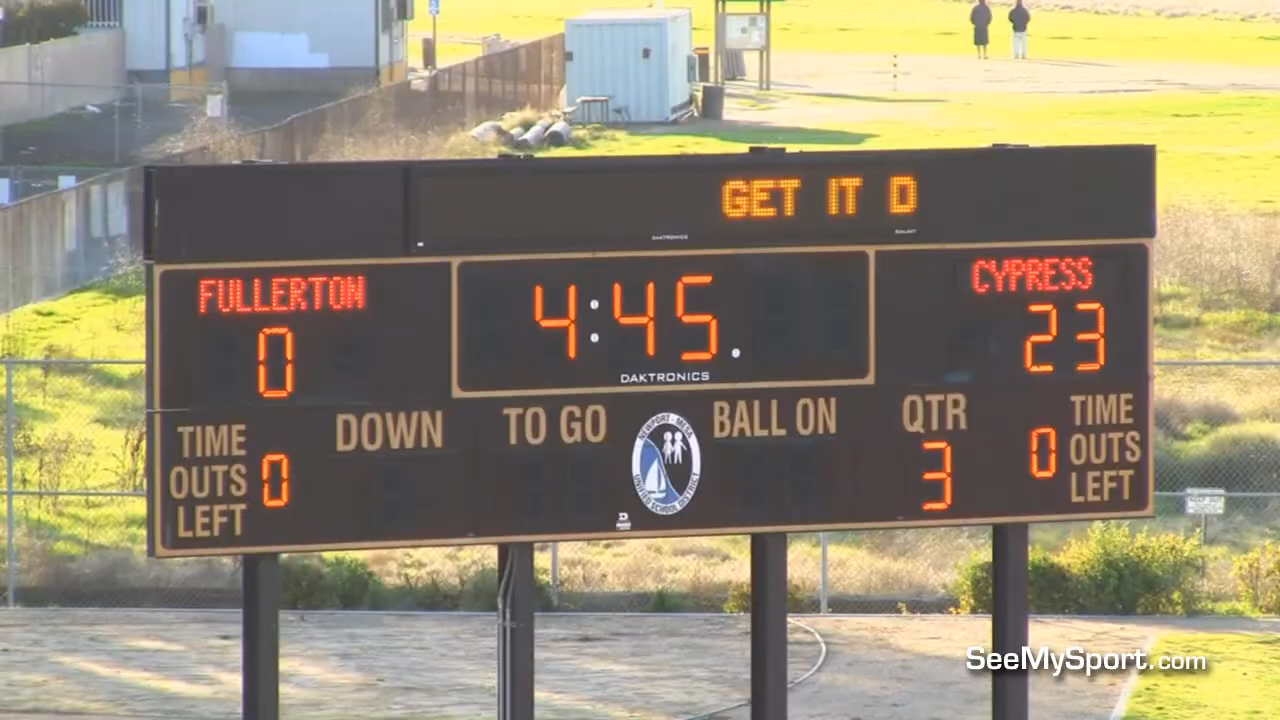 GET IT D
DAKTRONICS
GALAXY
FULLERTON
CYPRESS
0
4:45
23
DAKTRONICS
TIME OUTS LEFT
0
DOWN
TO GO
BALL ON
QTR
3
0
TIME OUTS LEFT
NEWPORT - MESA
UNIFIED SCHOOL DISTRICT
SeeMySport.com